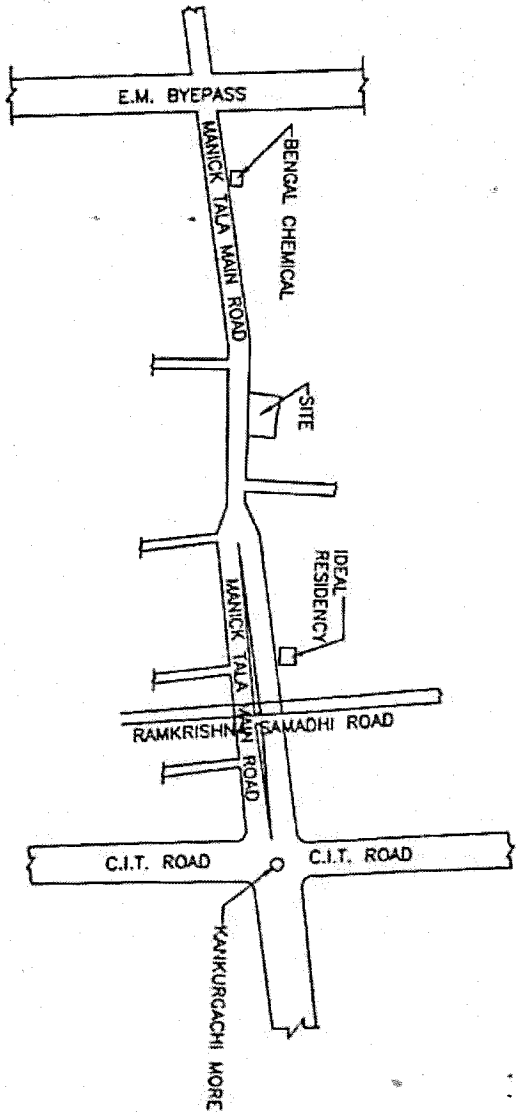 E.M. BYEPASS
MANICK TALA MAIN ROAD
BENGAL CHEMICAL
SITE
IDEAL
RESIDENCY
MANICK TALA MAIN ROAD
RAMKRISHNA SAMADHI ROAD
C.I.T. ROAD
C.I.T. ROAD
KANKURGACHI MORE